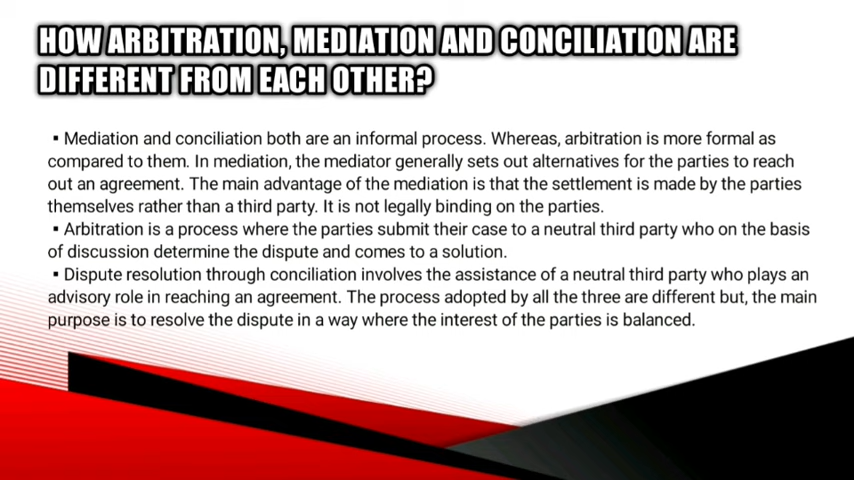 HOW ARBITRATION, MEDIATION AND CONCILIATION ARE
DIFFERENT FROM EACH OTHER?
▪ Mediation and conciliation both are an informal process. Whereas, arbitration is more formal as
compared to them. In mediation, the mediator generally sets out alternatives for the parties to reach
out an agreement. The main advantage of the mediation is that the settlement is made by the parties
themselves rather than a third party. It is not legally binding on the parties.
▪ Arbitration is a process where the parties submit their case to a neutral third party who on the basis
of discussion determine the dispute and comes to a solution.
▪ Dispute resolution through conciliation involves the assistance of a neutral third party who plays an
advisory role in reaching an agreement. The process adopted by all the three are different but, the main
purpose is to resolve the dispute in a way where the interest of the parties is balanced.